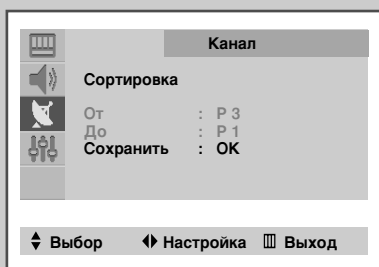 Канал
Сортировка
От : P 3
До : P 1
Сохранить : OK
Выбор Настройка Выход